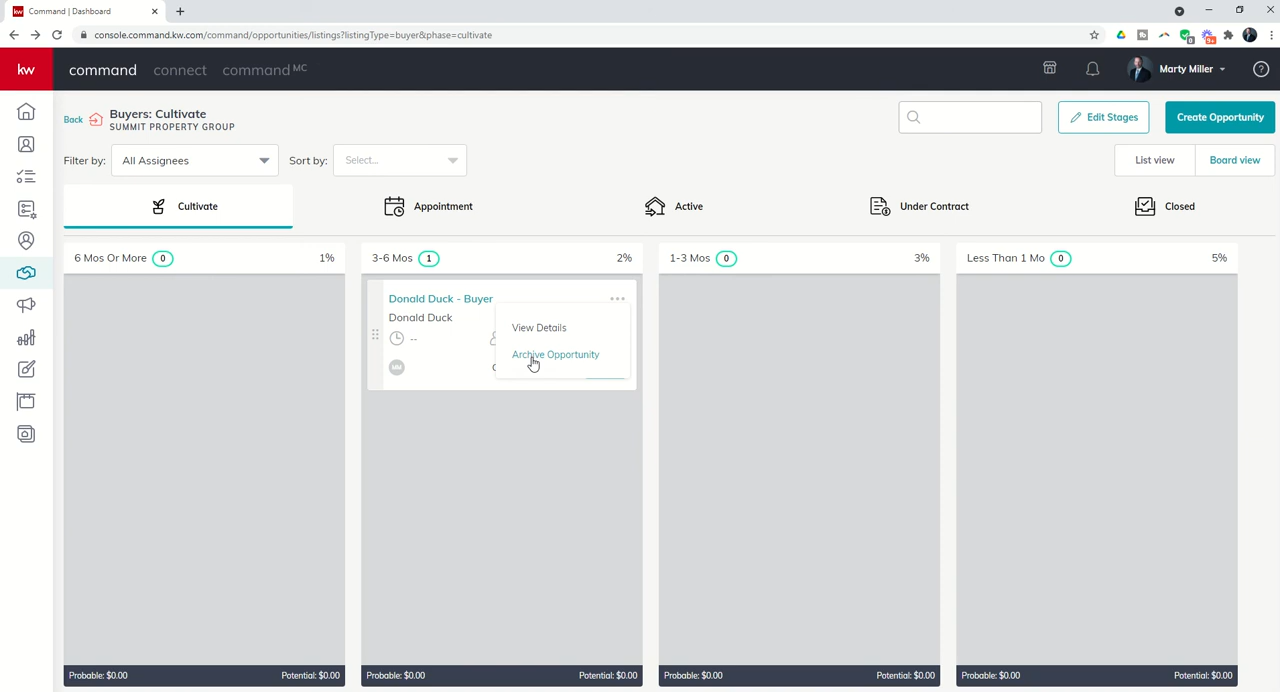 kw Command | Dashboard
console.command.kw.com/command/opportunities/listings?listingType=buyer&phase=cultivate
8
9+
kw command connect command MC
Marty Miller
?
Back Buyers: Cultivate
SUMMIT PROPERTY GROUP
Edit Stages
Create Opportunity
Filter by: All Assignees Sort by: Select...
List view Board view
Cultivate Appointment Active Under Contract Closed
6 Mos Or More 0 1%
3-6 Mos 1 2%
1-3 Mos 0 3%
Less Than 1 Mo 0 5%
Donald Duck - Buyer
Donald Duck
--
MM
View Details
Archive Opportunity
Probable: $0.00 Potential: $0.00
Probable: $0.00 Potential: $0.00
Probable: $0.00 Potential: $0.00
Probable: $0.00 Potential: $0.00